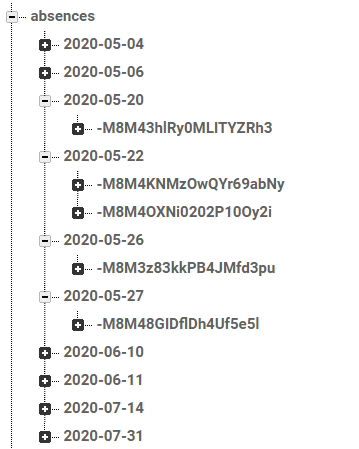 absences
2020-05-04
2020-05-06
2020-05-20
-M8M43hlRy0MLITYZRh3
2020-05-22
-M8M4KNMzOwQYr69abNy
-M8M4OXNi0202P10Oy2i
2020-05-26
-M8M3z83kkPB4JMfd3pu
2020-05-27
-M8M48GIDflDh4Uf5e5l
2020-06-10
2020-06-11
2020-07-14
2020-07-31